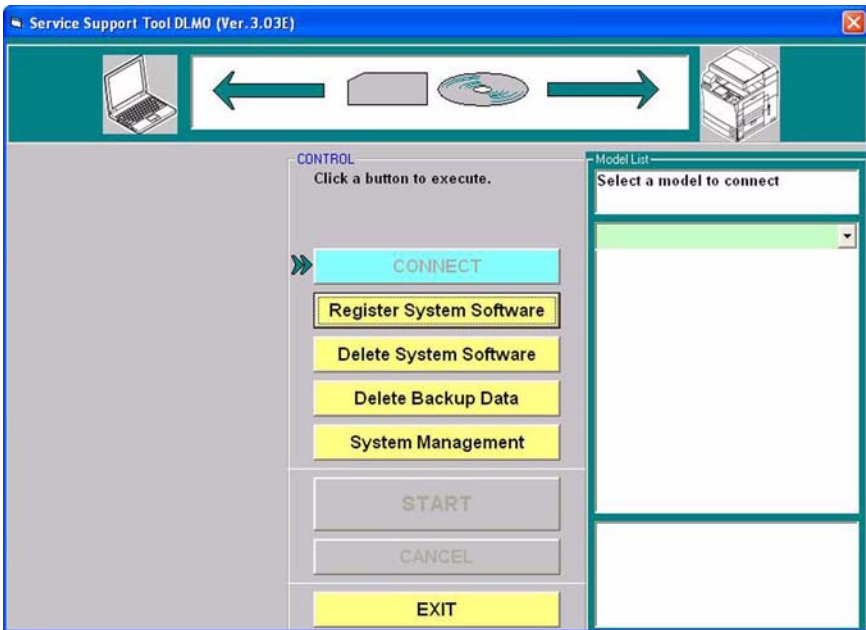 Service Support Tool DLM0 (Ver.3.03E)
CONTROL
Click a button to execute.
CONNECT
Register System Software
Delete System Software
Delete Backup Data
System Management
START
CANCEL
EXIT
Model List
Select a model to connect